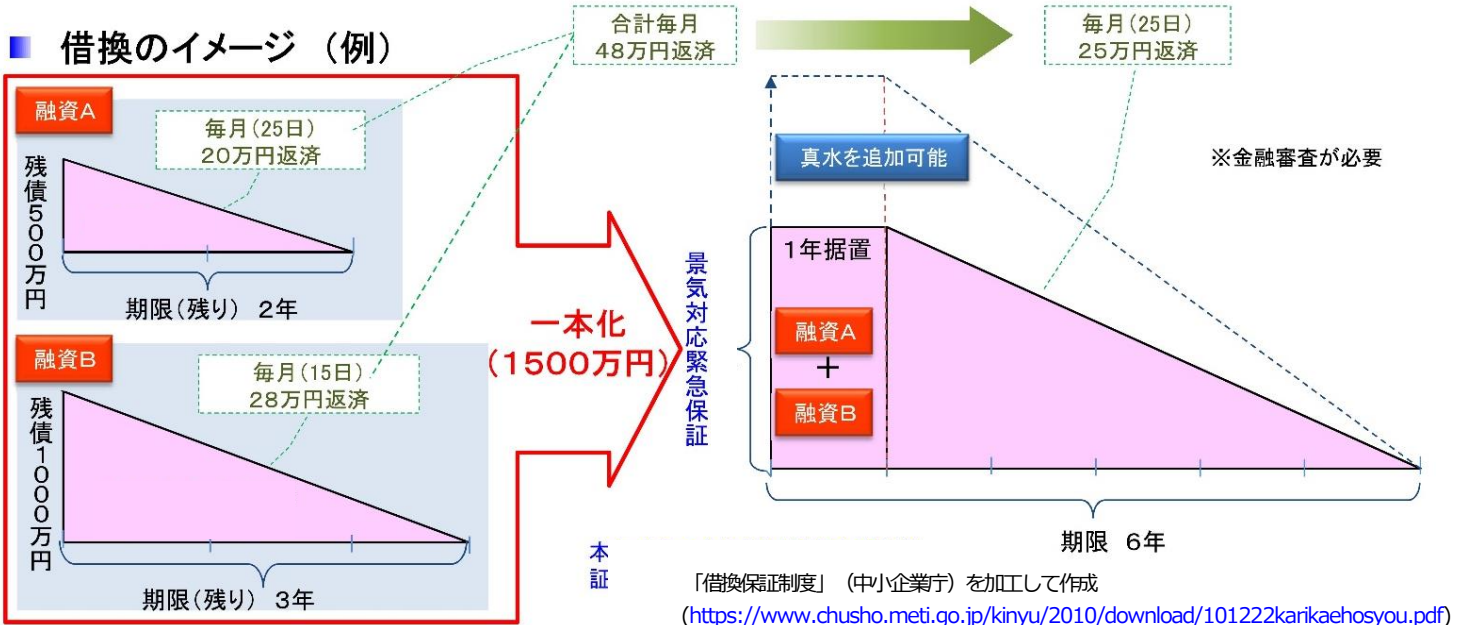 借換のイメージ (例)
合計毎月
48万円返済
毎月(25日)
25万円返済
融資A
毎月(25日)
20万円返済
残債500万円
期限(残り) 2年
融資B
毎月(15日)
28万円返済
残債1000万円
期限(残り) 3年
一本化
(1500万円)
景気対応緊急保証
真水を追加可能
※金融審査が必要
1年据置
融資A
+
融資B
期限 6年
本
証
「借換保証制度」(中小企業庁)を加工して作成
(https://www.chusho.meti.go.jp/kinyu/2010/download/101222karikaehosyou.pdf)